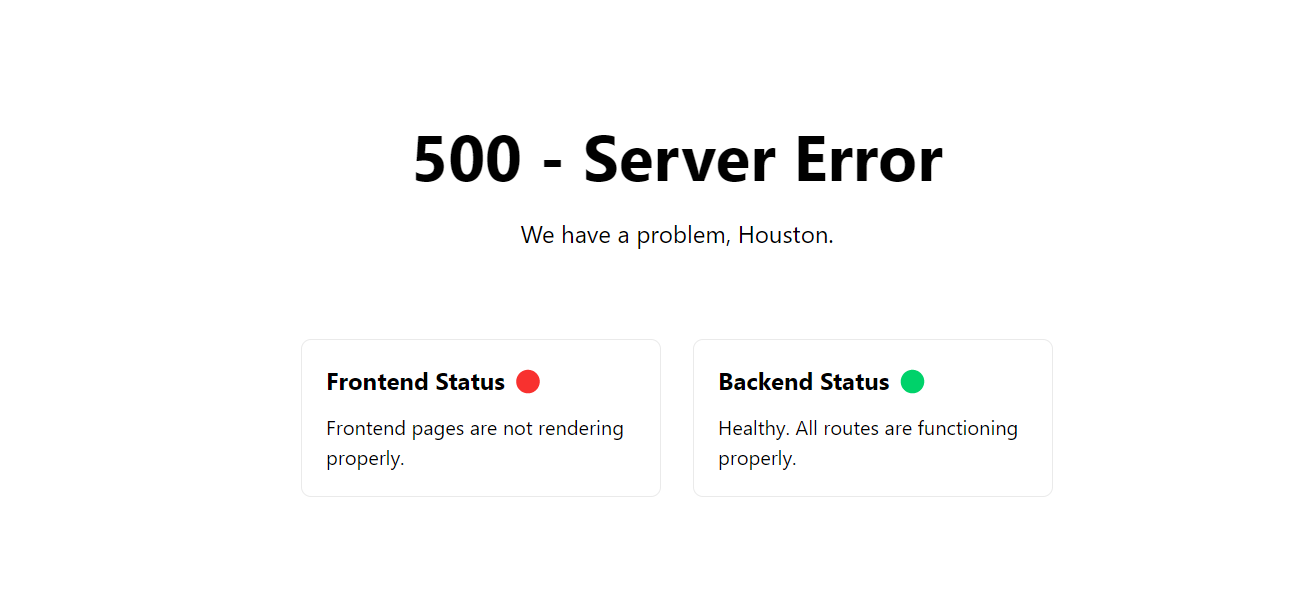 500 - Server Error
We have a problem, Houston.
Frontend Status
Frontend pages are not rendering
properly.
Backend Status
Healthy. All routes are functioning
properly.